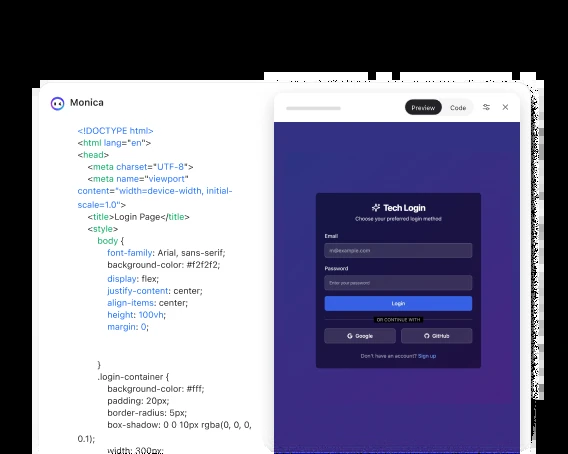 Monica
<!DOCTYPE html>
<html lang="en">
<head>
<meta charset="UTF-8">
<meta name="viewport"
content="width=device-width, initial-
scale=1.0">
<title>Login Page</title>
<style>
body {
font-family: Arial, sans-serif;
background-color: #f2f2f2;
display: flex;
justify-content: center;
align-items: center;
height: 100vh;
margin: 0;
}
.login-container {
background-color: #fff;
padding: 20px;
border-radius: 5px;
box-shadow: 0 0 10px rgba(0, 0, 0,
0.1);
width: 300px;
Preview Code
Tech Login
Choose your preferred login method
Email
m@example.com
Password
Enter your password
Login
OR CONTINUE WITH
Google GitHub
Don't have an account? Sign up